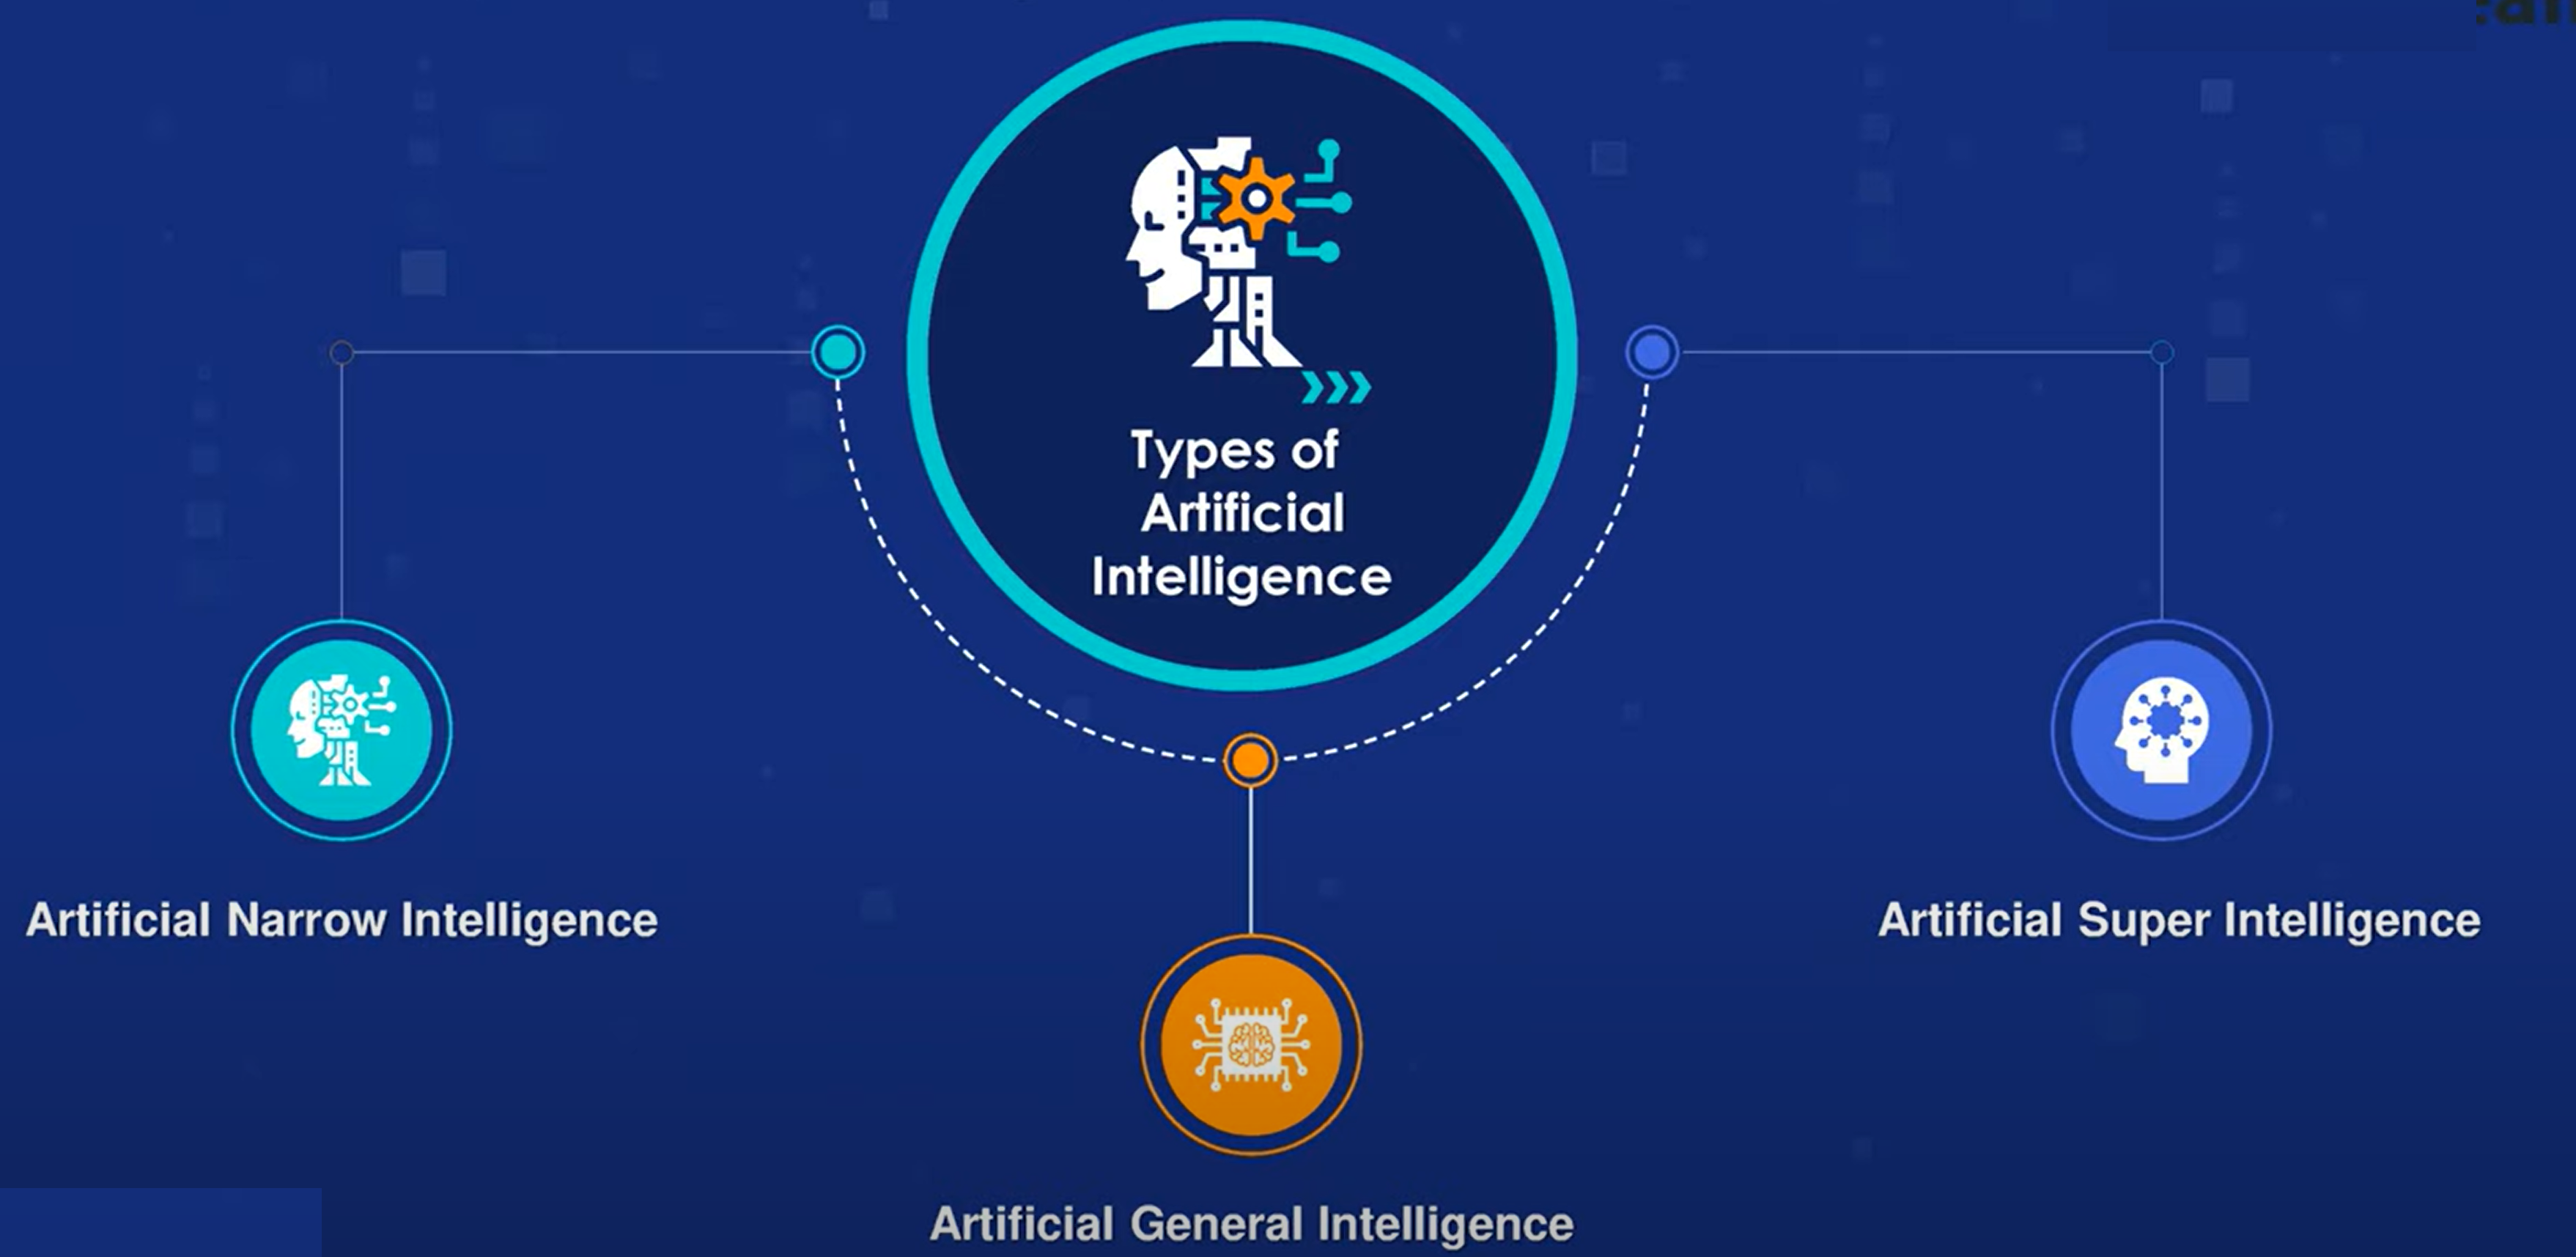 Types of
Artificial
Intelligence
Artificial Narrow Intelligence
Artificial Super Intelligence
Artificial General Intelligence